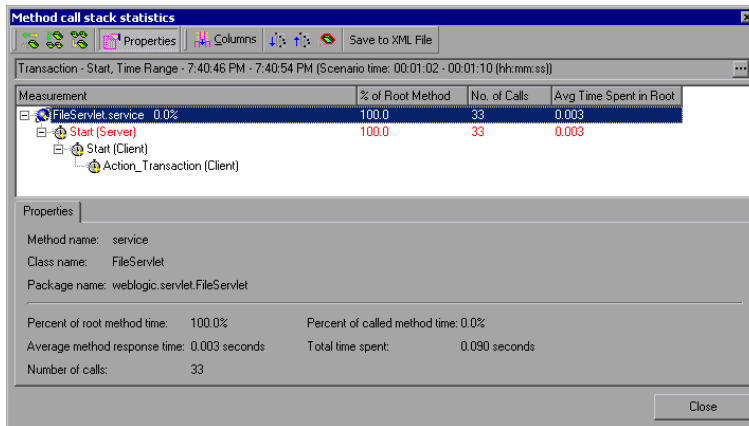 Method call stack statistics
Properties Columns Save to XML File
Transaction - Start, Time Range - 7:40:46 PM - 7:40:54 PM (Scenario time: 00:01:02 - 00:01:10 (hh:mm:ss)) ...
Measurement % of Root Method No. of Calls Avg Time Spent in Root
FileServlet.service 0.0% 100.0 33 0.003
Start (Server) 100.0 33 0.003
Start (Client)
Action_Transaction (Client)
Properties
Method name: service
Class name: FileServlet
Package name: weblogic.servlet.FileServlet
Percent of root method time: 100.0% Percent of called method time: 0.0%
Average method response time: 0.003 seconds Total time spent: 0.090 seconds
Number of calls: 33
Close